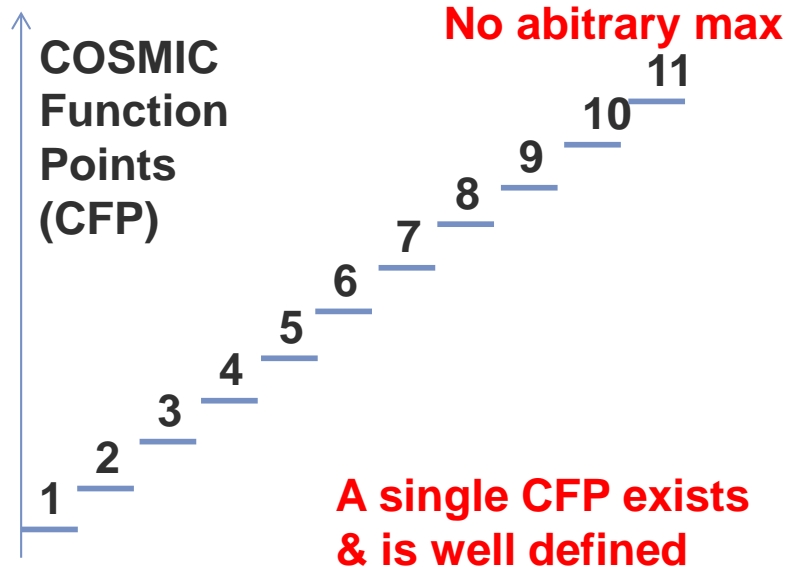 No abitrary max
COSMIC
Function
Points
(CFP)
11
10
9
8
7
6
5
4
3
2
1
A single CFP exists
& is well defined